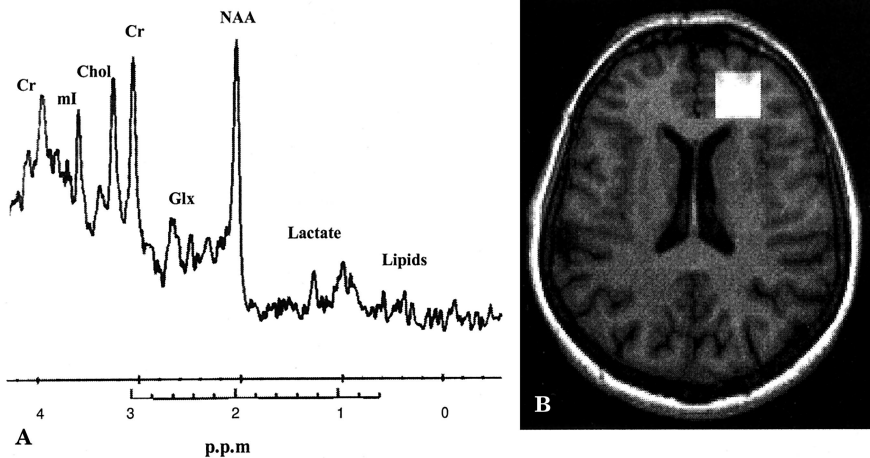 NAA
Cr
Chol
Cr
mI
Glx
Lactate
Lipids
4 3 2 1 0
A
p.p.m
B